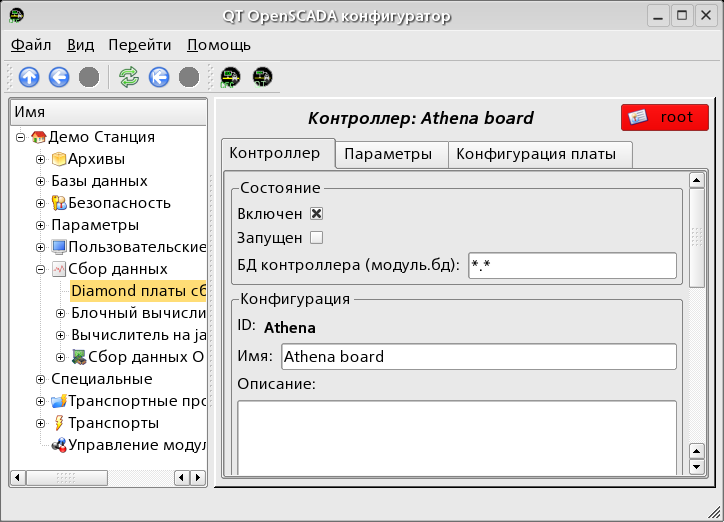 QT OpenSCADA конфигуратор
Файл Вид Перейти Помощь
Имя
Демо Станция
Архивы
Базы данных
Безопасность
Параметры
Пользовательские
Сбор данных
Diamond платы сб
Блочный вычисли
Вычислитель на ja
Сбор данных О
Специальные
Транспортные про
Транспорты
Управление модул
Контроллер: Athena board
root
Контроллер Параметры Конфигурация платы
Состояние
Включен
Запущен
БД контроллера (модуль.бд): *.*
Конфигурация
ID: Athena
Имя: Athena board
Описание: